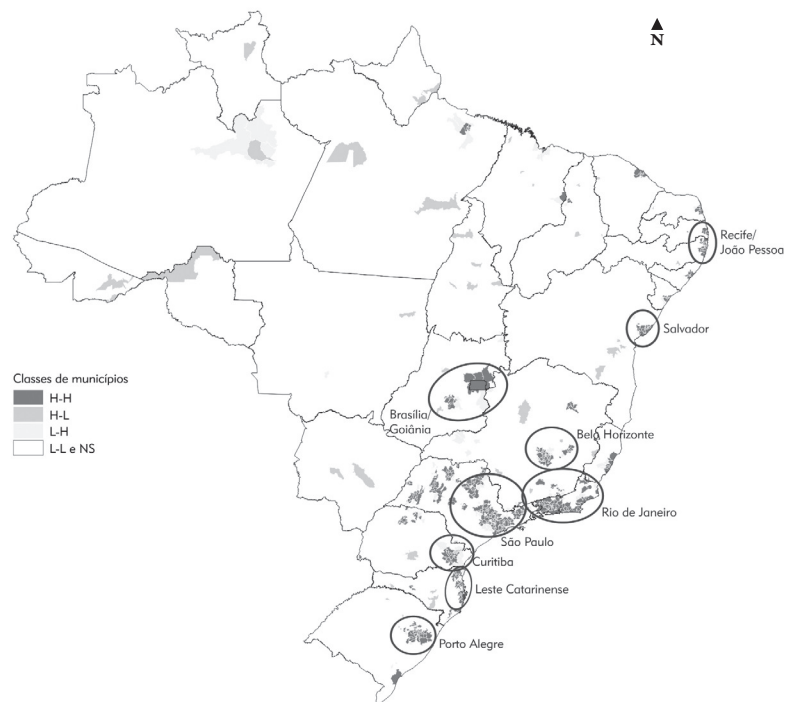 N
Recife/
João Pessoa
Salvador
Classes de municípios
H-H
H-L
L-H
L-L e NS
Brasília/
Goiânia
Belo Horizonte
Rio de Janeiro
São Paulo
Curitiba
Leste Catarinense
Porto Alegre